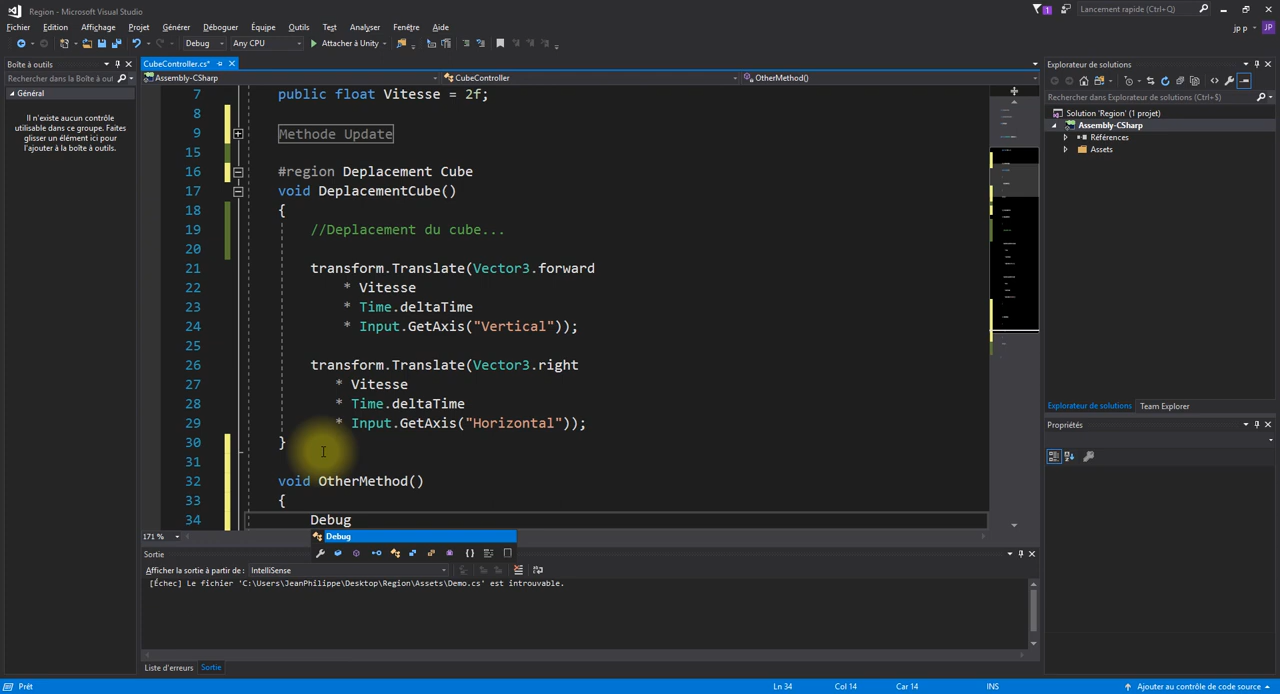 Region - Microsoft Visual Studio
1
Lancement rapide (Ctrl+Q)
Fichier Edition Affichage Projet Générer Déboguer Équipe Outils Test Analyser Fenêtre Aide
jp p
JP
Debug
Any CPU
Attacher à Unity
Boîte à outils
Rechercher dans la Boîte à outi
Général
Il n'existe aucun contrôle
utilisable dans ce groupe. Faites
glisser un élément ici pour
l'ajouter à la boîte à outils.
CubeController.cs*
Assembly-CSharp
CubeController
OtherMethod()
7 public float Vitesse = 2f;
8
9 Methode Update
15
16 #region Deplacement Cube
17 void DeplacementCube()
18 {
19 //Deplacement du cube...
20
21 transform.Translate(Vector3.forward
22 * Vitesse
23 * Time.deltaTime
24 * Input.GetAxis("Vertical"));
25
26 transform.Translate(Vector3.right
27 * Vitesse
28 * Time.deltaTime
29 * Input.GetAxis("Horizontal"));
30 }
31
32 void OtherMethod()
33 {
34 Debug
Debug
171 %
Sortie
Afficher la sortie à partir de : IntelliSense
[Échec] Le fichier 'C:\Users\JeanPhilippe\Desktop\Region\Assets\Demo.cs' est introuvable.
Liste d'erreurs Sortie
Explorateur de solutions
Rechercher dans Explorateur de solutions (Ctrl+$)
Solution 'Region' (1 projet)
Assembly-CSharp
Références
Assets
Explorateur de solutions Team Explorer
Propriétés
Prêt
Ln 34
Col 14
Car 14
INS
Ajouter au contrôle de code source